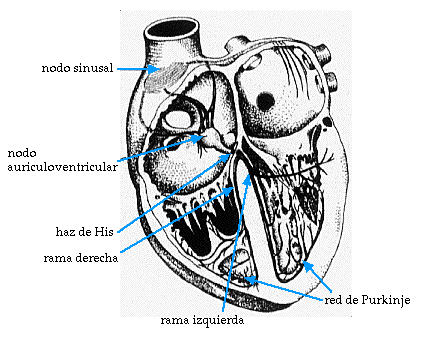 nodo sinusal
nodo
auriculoventricular
haz de His
rama derecha
rama izquierda
red de Purkinje